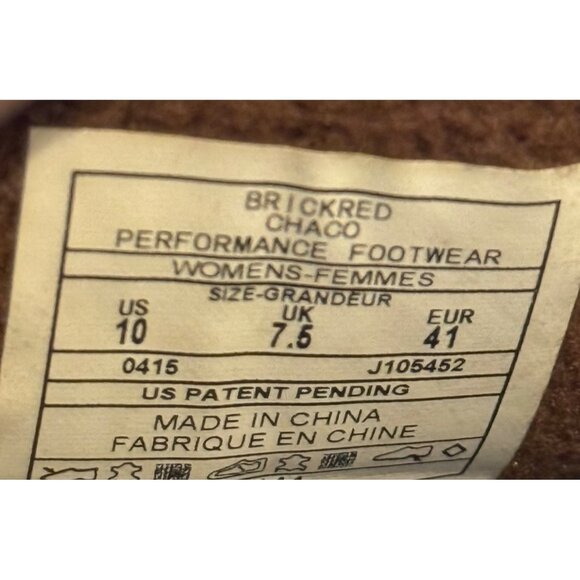 BRICKRED
CHACO
PERFORMANCE FOOTWEAR
WOMENS-FEMMES
SIZE-GRANDEUR
US UK EUR
10 7.5 41
0415 J105452
US PATENT PENDING
MADE IN CHINA
FABRIQUE EN CHINE